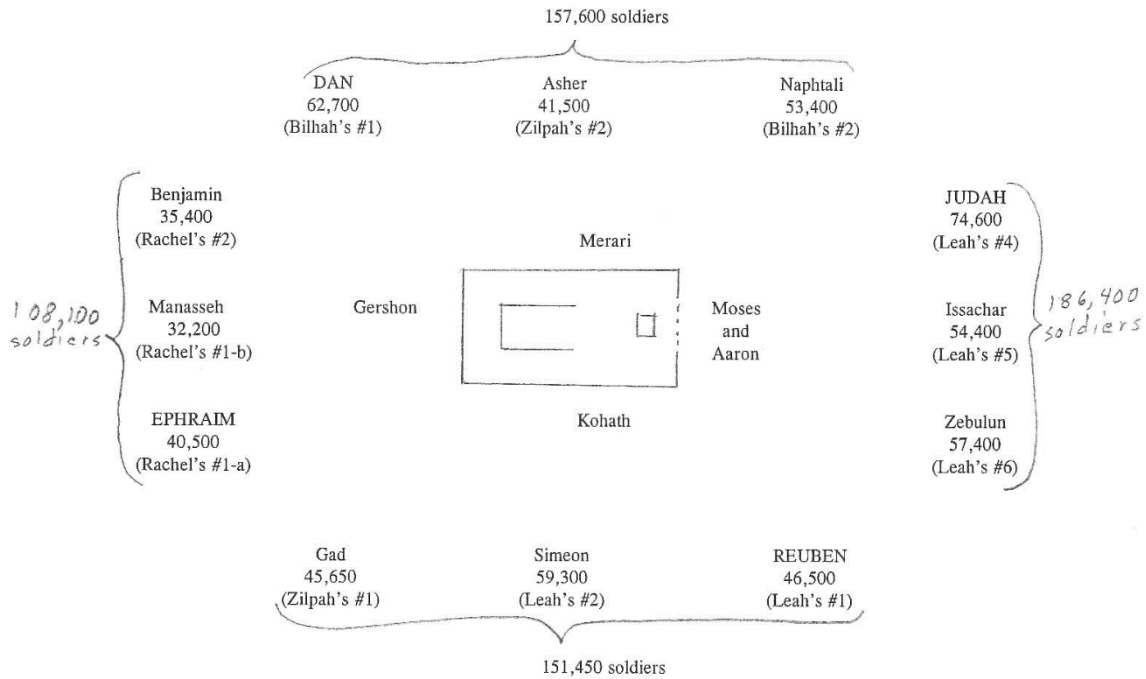 157,600 soldiers
DAN
62,700
(Bilhah's #1)
Asher
41,500
(Zilpah's #2)
Naphtali
53,400
(Bilhah's #2)
Benjamin
35,400
(Rachel's #2)
Manasseh
32,200
(Rachel's #1-b)
EPHRAIM
40,500
(Rachel's #1-a)
108,100
soldiers
Merari
Gershon
Moses
and
Aaron
Kohath
JUDAH
74,600
(Leah's #4)
Issachar
54,400
(Leah's #5)
Zebulun
57,400
(Leah's #6)
186,400
soldiers
Gad
45,650
(Zilpah's #1)
Simeon
59,300
(Leah's #2)
REUBEN
46,500
(Leah's #1)
151,450 soldiers